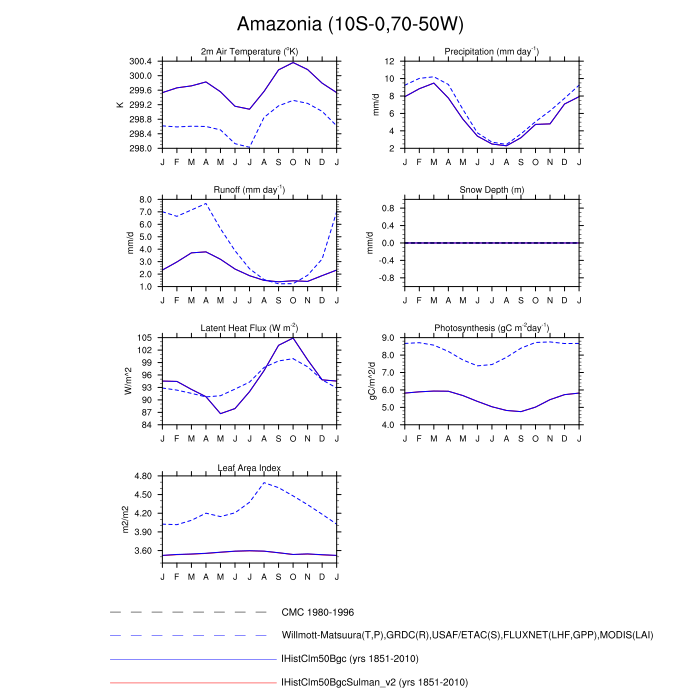 Amazonia (10S-0,70-50W)
2m Air Temperature (°K)
300.4
300.0
299.6
299.2
298.8
298.4
298.0
K
J F M A M J J A S O N D J
Precipitation (mm day⁻¹)
12
10
8
6
4
2
mm/d
J F M A M J J A S O N D J
Runoff (mm day⁻¹)
8.0
7.0
6.0
5.0
4.0
3.0
2.0
1.0
mm/d
J F M A M J J A S O N D J
Snow Depth (m)
0.8
0.4
0.0
-0.4
-0.8
mm/d
J F M A M J J A S O N D J
Latent Heat Flux (W m⁻²)
105
102
99
96
93
90
87
84
W/m^2
J F M A M J J A S O N D J
Photosynthesis (gC m⁻²day⁻¹)
9.0
8.0
7.0
6.0
5.0
4.0
gC/m^2/d
J F M A M J J A S O N D J
Leaf Area Index
4.80
4.50
4.20
3.90
3.60
m2/m2
J F M A M J J A S O N D J
CMC 1980-1996
Willmott-Matsuura(T,P),GRDC(R),USAF/ETAC(S),FLUXNET(LHF,GPP),MODIS(LAI)
IHistClm50Bgc (yrs 1851-2010)
IHistClm50BgcSulman_v2 (yrs 1851-2010)